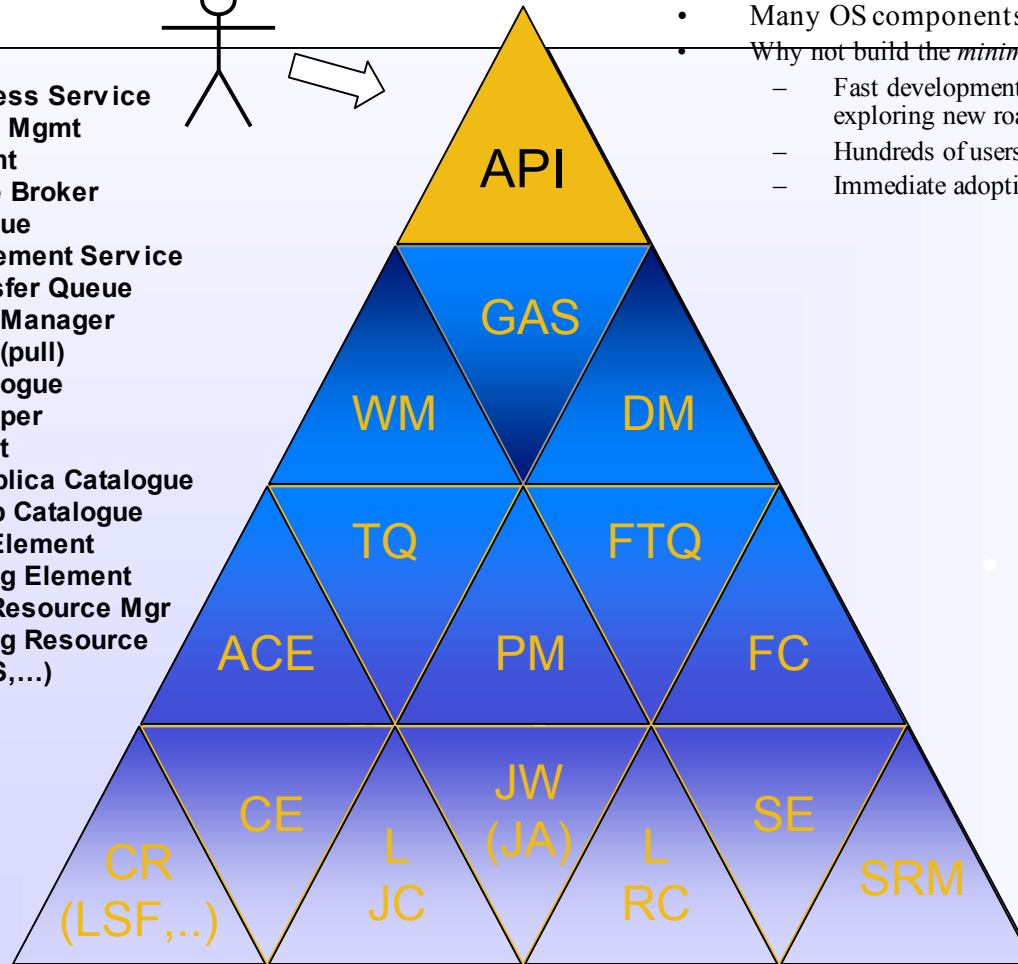 ess Service
Mgmt
nt
e Broker
ue
ement Service
sfer Queue
Manager
(pull)
logue
per
t
plica Catalogue
o Catalogue
Element
g Element
Resource Mgr
g Resource
S,...)
API
GAS
WM
DM
TQ
FTQ
ACE
PM
FC
CR
(LSF,..)
CE
L
JC
JW
(JA)
L
RC
SE
SRM
• Many OS components
• Why not build the minim
– Fast development
exploring new roa
– Hundreds of users
– Immediate adopti